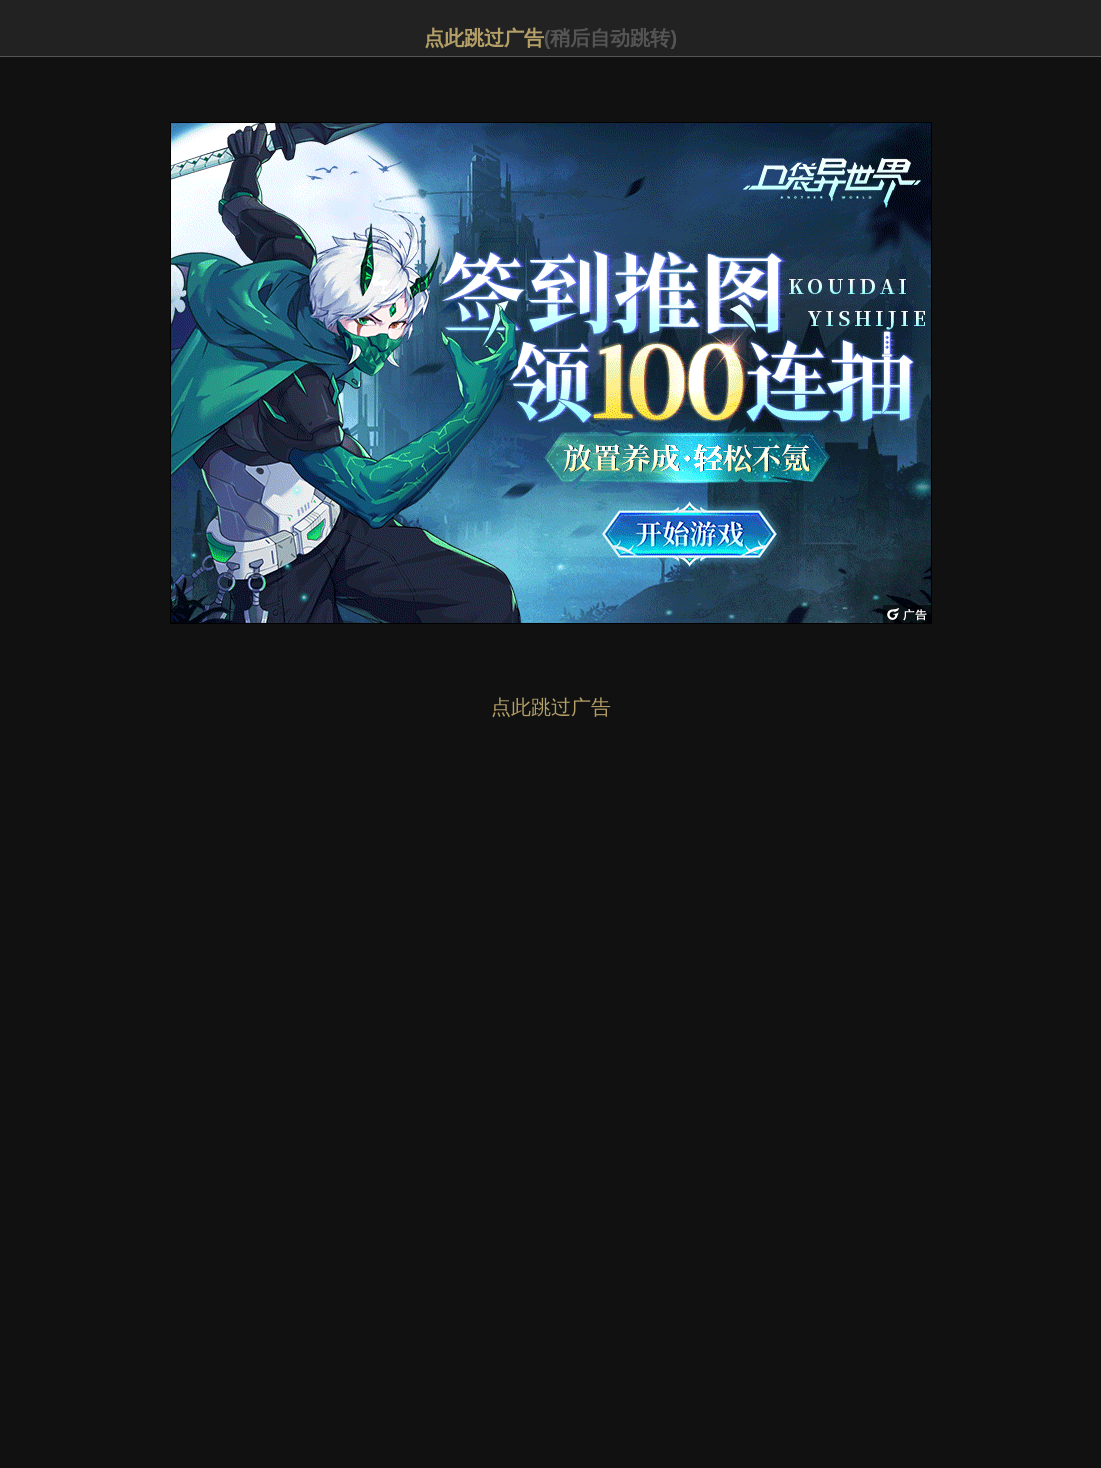 点此跳过广告(稍后自动跳转)
口袋异世界
ANOTHER WORLD
签到推图
KOUIDAI
YISHIJIE
领100连抽
放置养成·轻松不氪
开始游戏
广告
点此跳过广告